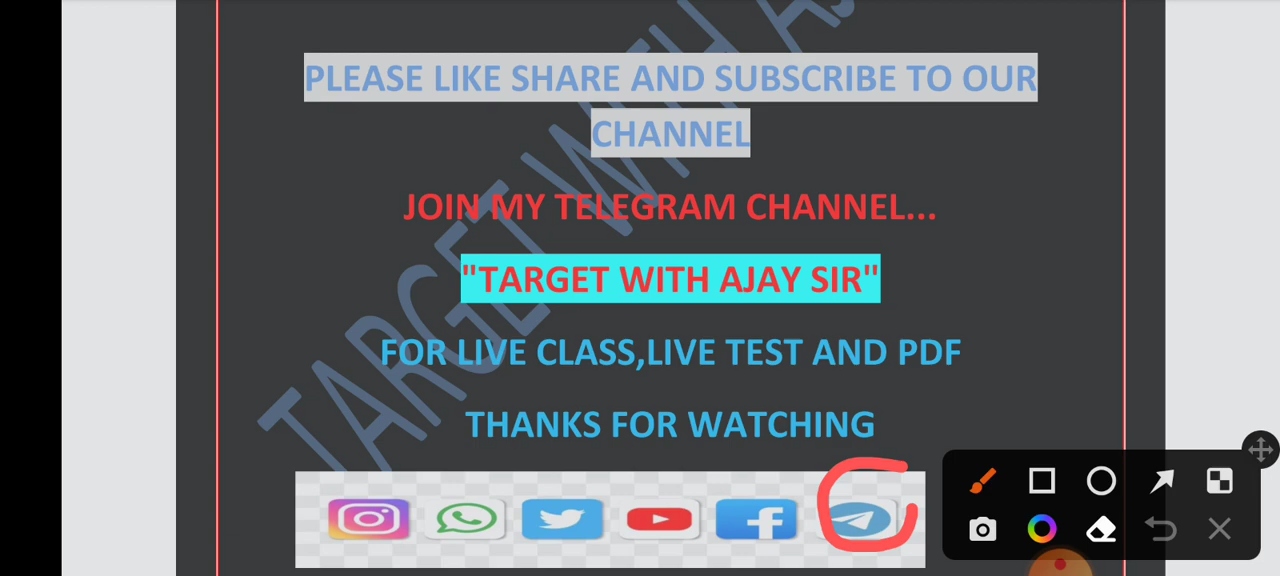 PLEASE LIKE SHARE AND SUBSCRIBE TO OUR
CHANNEL
JOIN MY TELEGRAM CHANNEL...
"TARGET WITH AJAY SIR"
FOR LIVE CLASS,LIVE TEST AND PDF
THANKS FOR WATCHING
TARGET WITH AJ